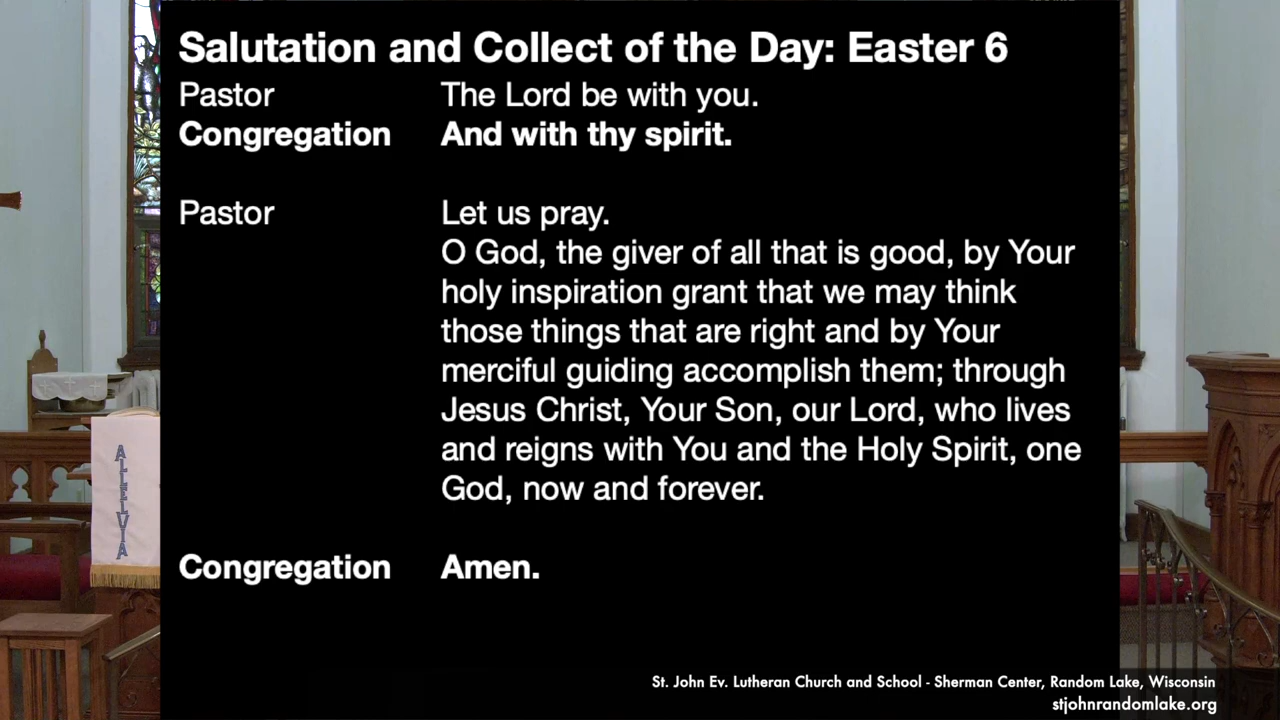 Salutation and Collect of the Day: Easter 6
Pastor The Lord be with you.
Congregation And with thy spirit.
Pastor Let us pray.
O God, the giver of all that is good, by Your
holy inspiration grant that we may think
those things that are right and by Your
merciful guiding accomplish them; through
Jesus Christ, Your Son, our Lord, who lives
and reigns with You and the Holy Spirit, one
God, now and forever.
ALLELVIA
Congregation Amen.
St. John Ev. Lutheran Church and School - Sherman Center, Random Lake, Wisconsin
stjohnrandomlake.org